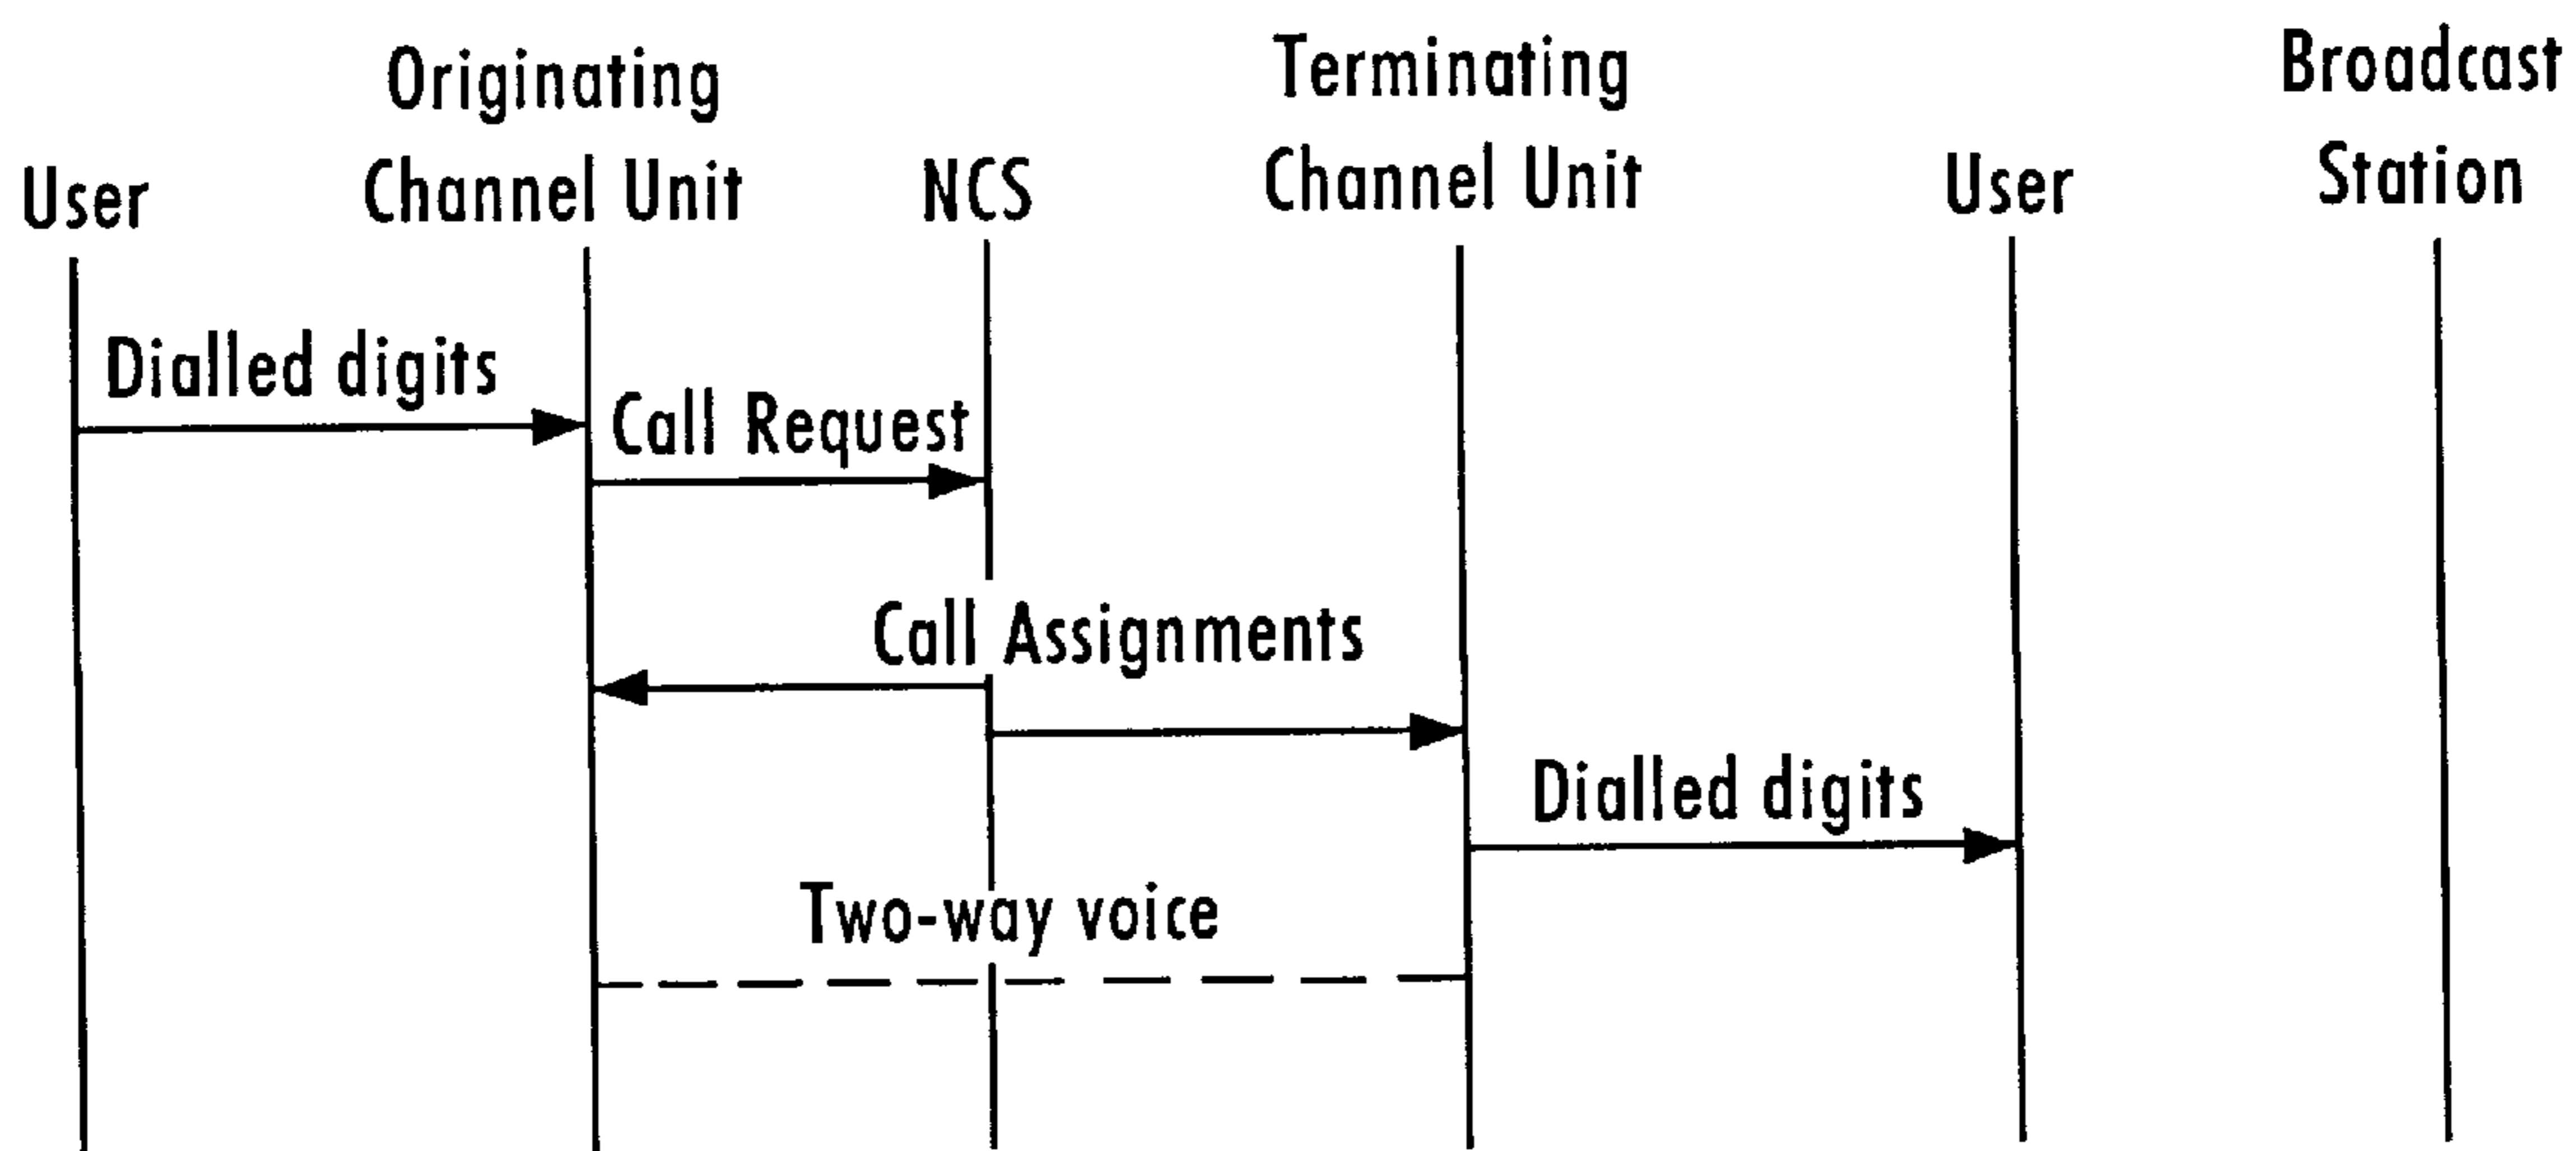 User
Originating
Channel Unit
NCS
Terminating
Channel Unit
User
Broadcast
Station
Dialled digits
Call Request
Call Assignments
Dialled digits
Two-way voice